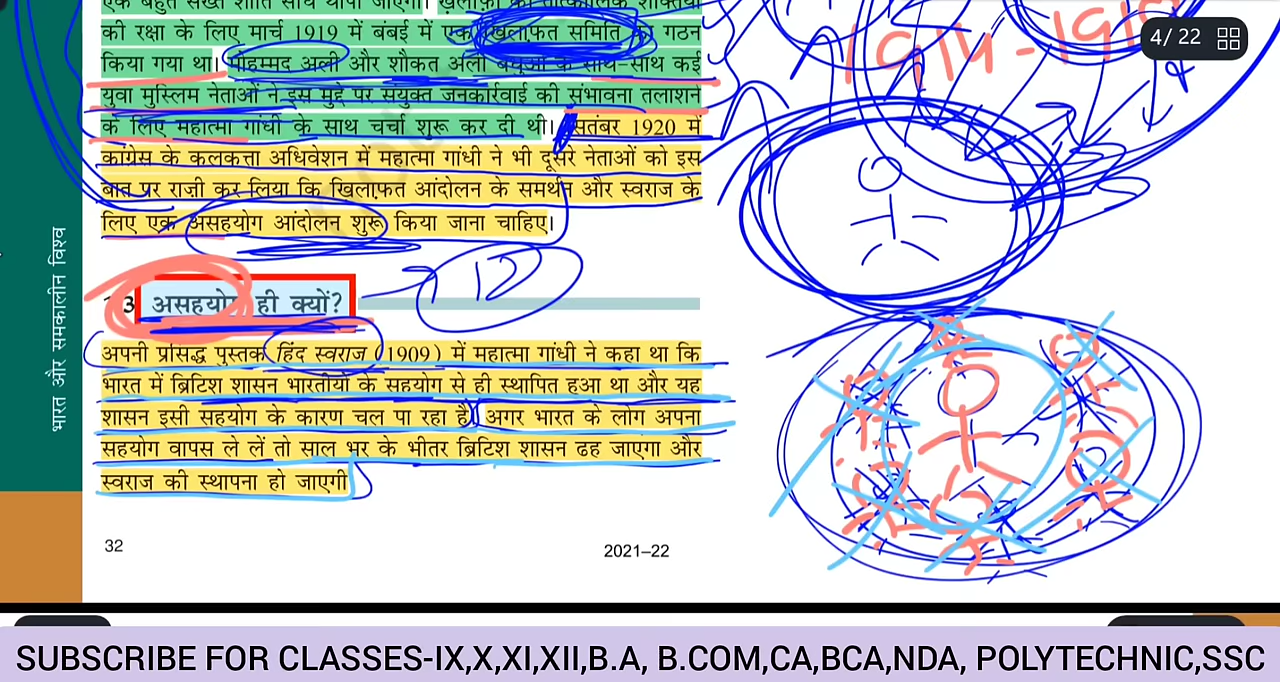 एक बहुत सख्त शांति संधि थोपी जाएगी। ख़लीफ़ा की तात्कालिक शक्तियों
की रक्षा के लिए मार्च 1919 में बंबई में एक ख़िलाफ़त समिति का गठन
किया गया था। मोहम्मद अली और शौकत अली बंधुओं के साथ-साथ कई
युवा मुस्लिम नेताओं ने इस मुद्दे पर संयुक्त जनकार्रवाई की संभावना तलाशने
के लिए महात्मा गांधी के साथ चर्चा शुरू कर दी थी। सितंबर 1920 में
कांग्रेस के कलकत्ता अधिवेशन में महात्मा गांधी ने भी दूसरे नेताओं को इस
बात पर राज़ी कर लिया कि ख़िलाफ़त आंदोलन के समर्थन और स्वराज के
लिए एक असहयोग आंदोलन शुरू किया जाना चाहिए।
3 असहयोग ही क्यों?
अपनी प्रसिद्ध पुस्तक हिंद स्वराज (1909) में महात्मा गांधी ने कहा था कि
भारत में ब्रिटिश शासन भारतीयों के सहयोग से ही स्थापित हुआ था और यह
शासन इसी सहयोग के कारण चल पा रहा है। अगर भारत के लोग अपना
सहयोग वापस ले लें तो साल भर के भीतर ब्रिटिश शासन ढह जाएगा और
स्वराज की स्थापना हो जाएगी
32
2021–22
भारत और समकालीन विश्व
4/ 22
SUBSCRIBE FOR CLASSES-IX,X,XI,XII,B.A, B.COM,CA,BCA,NDA, POLYTECHNIC,SSC